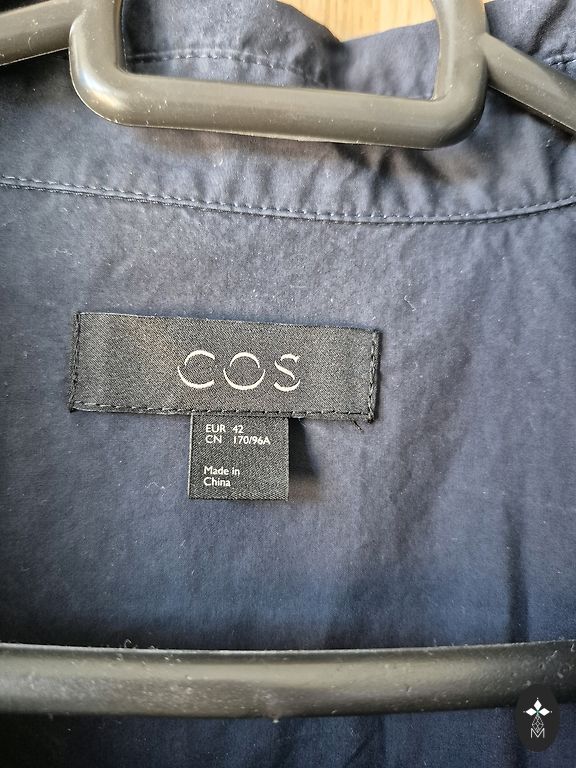 COS
EUR 42
CN 170/96A
Made in
China
M